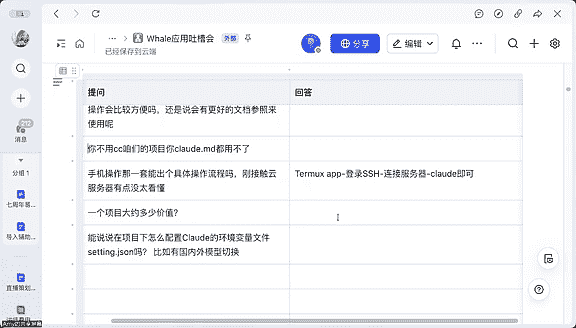 Whale应用吐槽会
外部
已经保存到云端
分享
编辑
提问
回答
操作会比较方便吗，还是说会有更好的文档参照来
使用呢
你不用cc咱们的项目你claude.md都用不了
手机操作那一套能出个具体操作流程吗，刚接触云
服务器有点没太看懂
Termux app-登录SSH-连接服务器-claude即可
一个项目大约多少价值？
能说说在项目下怎么配置Claude的环境变量文件
setting.json吗？ 比如有国内外模型切换
212
消息
分组 1
七周年筹...
导入辅助...
直播策划...